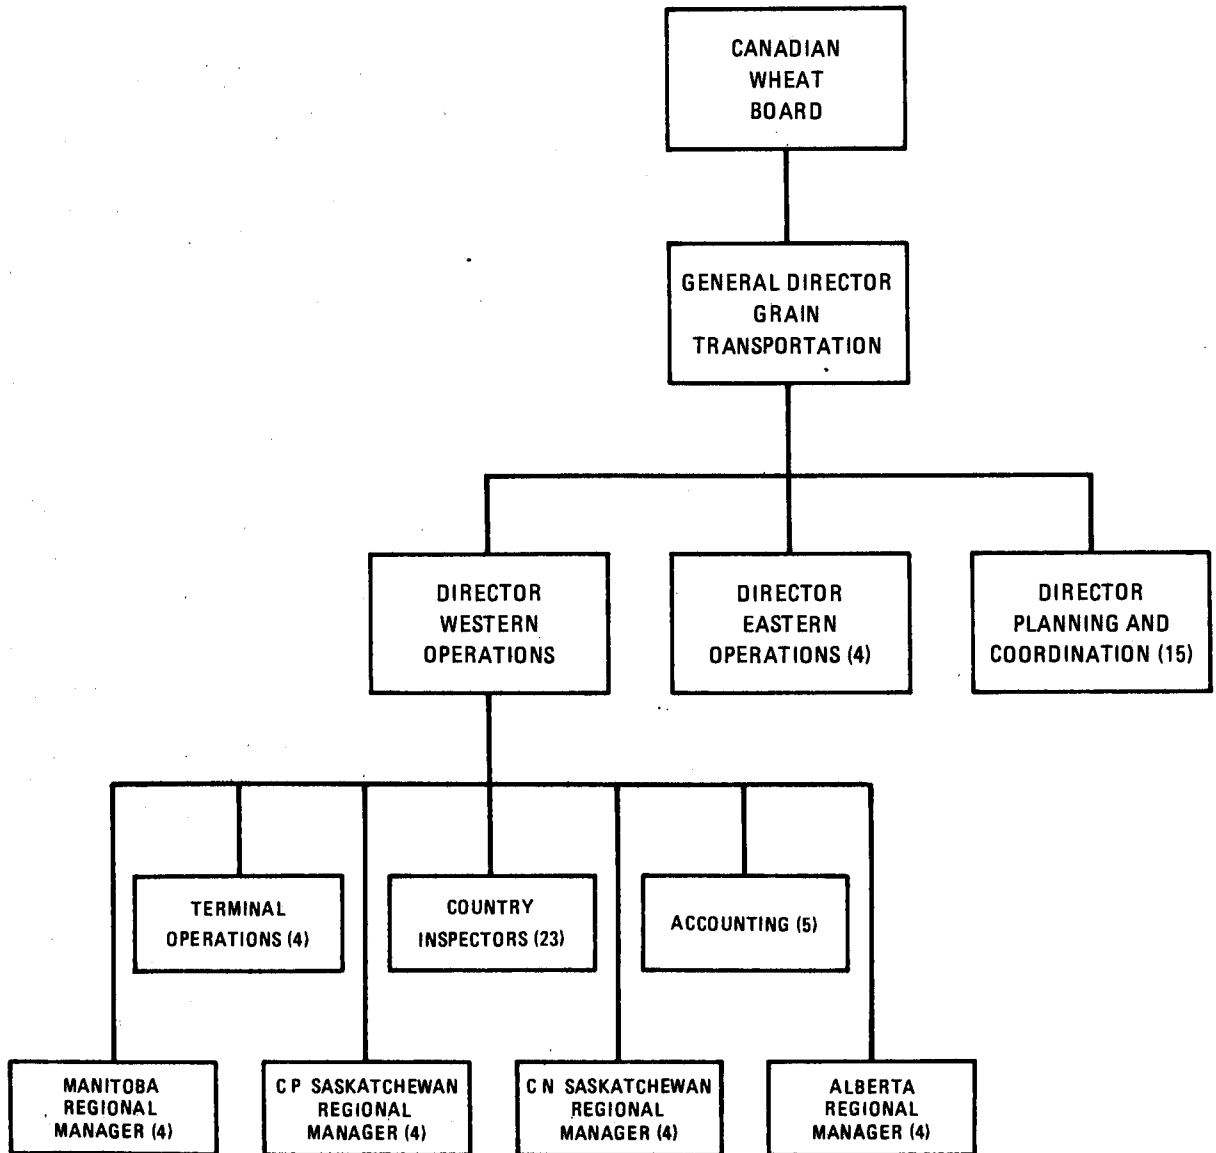 CANADIAN
WHEAT
BOARD
GENERAL DIRECTOR
GRAIN
TRANSPORTATION
DIRECTOR
WESTERN
OPERATIONS
DIRECTOR
EASTERN
OPERATIONS (4)
DIRECTOR
PLANNING AND
COORDINATION (15)
TERMINAL
OPERATIONS (4)
COUNTRY
INSPECTORS (23)
ACCOUNTING (5)
MANITOBA
REGIONAL
MANAGER (4)
C P SASKATCHEWAN
REGIONAL
MANAGER (4)
C N SASKATCHEWAN
REGIONAL
MANAGER (4)
ALBERTA
REGIONAL
MANAGER (4)